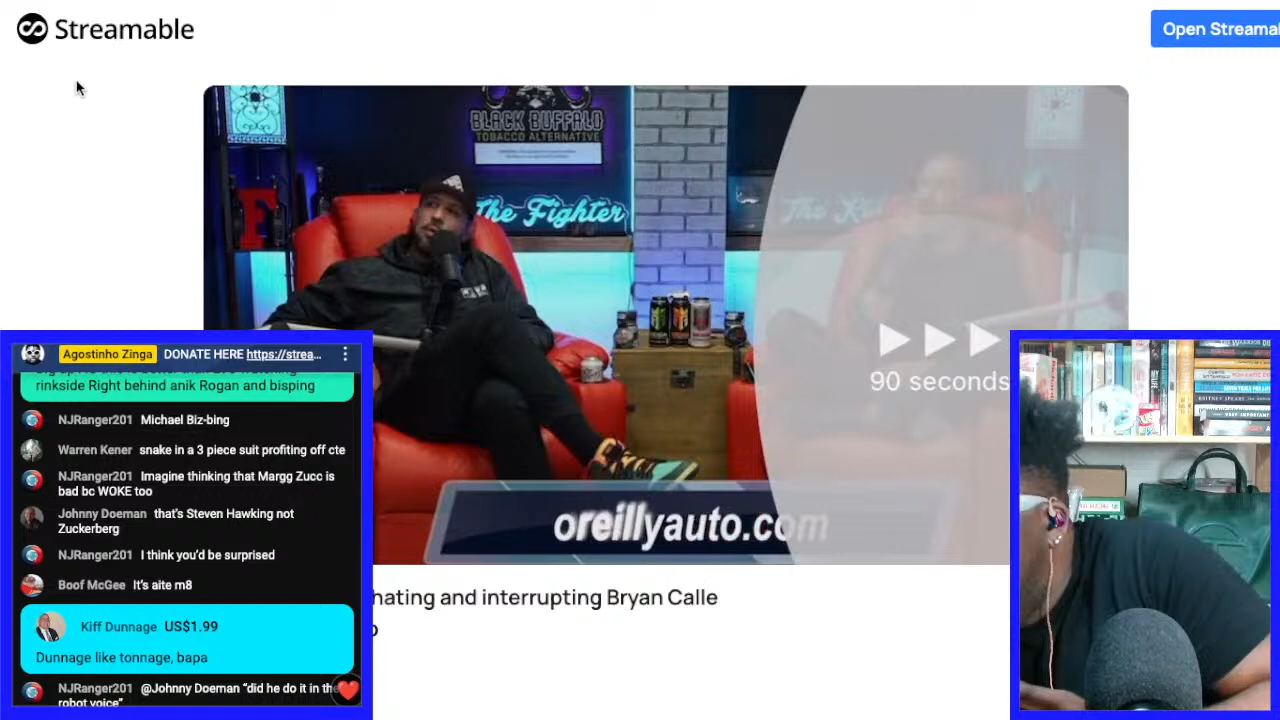 Streamable
Open Streama
BLACK BUFFALO
TOBACCO ALTERNATIVE
The Fighter
F
90 seconds
oreillyauto.com
hating and interrupting Bryan Calle
Agostinho Zinga DONATE HERE https://strea...
rinkside Right behind anik Rogan and bisping
NJRanger201 Michael Biz-bing
Warren Kener snake in a 3 piece suit profiting off cte
NJRanger201 Imagine thinking that Margg Zucc is
bad bc WOKE too
Johnny Doeman that's Steven Hawking not
Zuckerberg
NJRanger201 I think you'd be surprised
Boof McGee It's aite m8
Kiff Dunnage US$1.99
Dunnage like tonnage, bapa
NJRanger201 @Johnny Doeman “did he do it in the
robot voice”